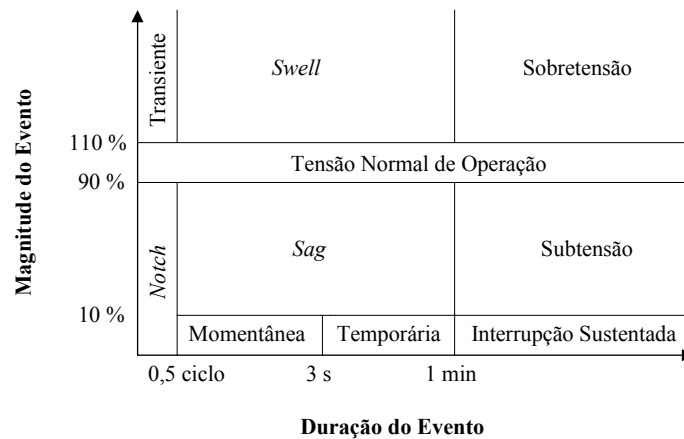 Magnitude do Evento
Transiente
Swell
Sobretensão
110 %
Tensão Normal de Operação
90 %
Notch
Sag
Subtensão
10 %
Momentânea
Temporária
Interrupção Sustentada
0,5 ciclo
3 s
1 min
Duração do Evento